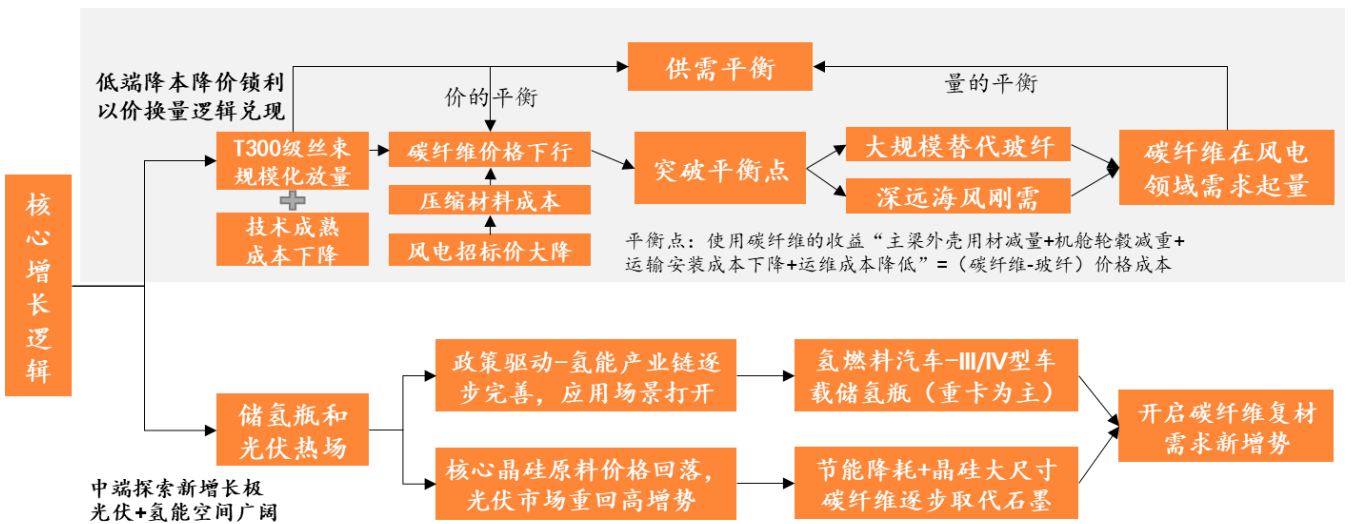 核
心
增
长
逻
辑
低端降本降价锁利
以价换量逻辑兑现
T300级丝束
规模化放量
技术成熟
成本下降
价的平衡
碳纤维价格下行
压缩材料成本
风电招标价大降
供需平衡
量的平衡
突破平衡点
大规模替代玻纤
深远海风刚需
碳纤维在风电
领域需求起量
平衡点：使用碳纤维的收益“主梁外壳用材减量+机舱轮毂减重+
运输安装成本下降+运维成本降低”=（碳纤维-玻纤）价格成本
储氢瓶和
光伏热场
中端探索新增长极
光伏+氢能空间广阔
政策驱动-氢能产业链逐
步完善，应用场景打开
氢燃料汽车-III/IV型车
载储氢瓶（重卡为主）
核心晶硅原料价格回落，
光伏市场重回高增势
节能降耗+晶硅大尺寸
碳纤维逐步取代石墨
开启碳纤维复材
需求新增势